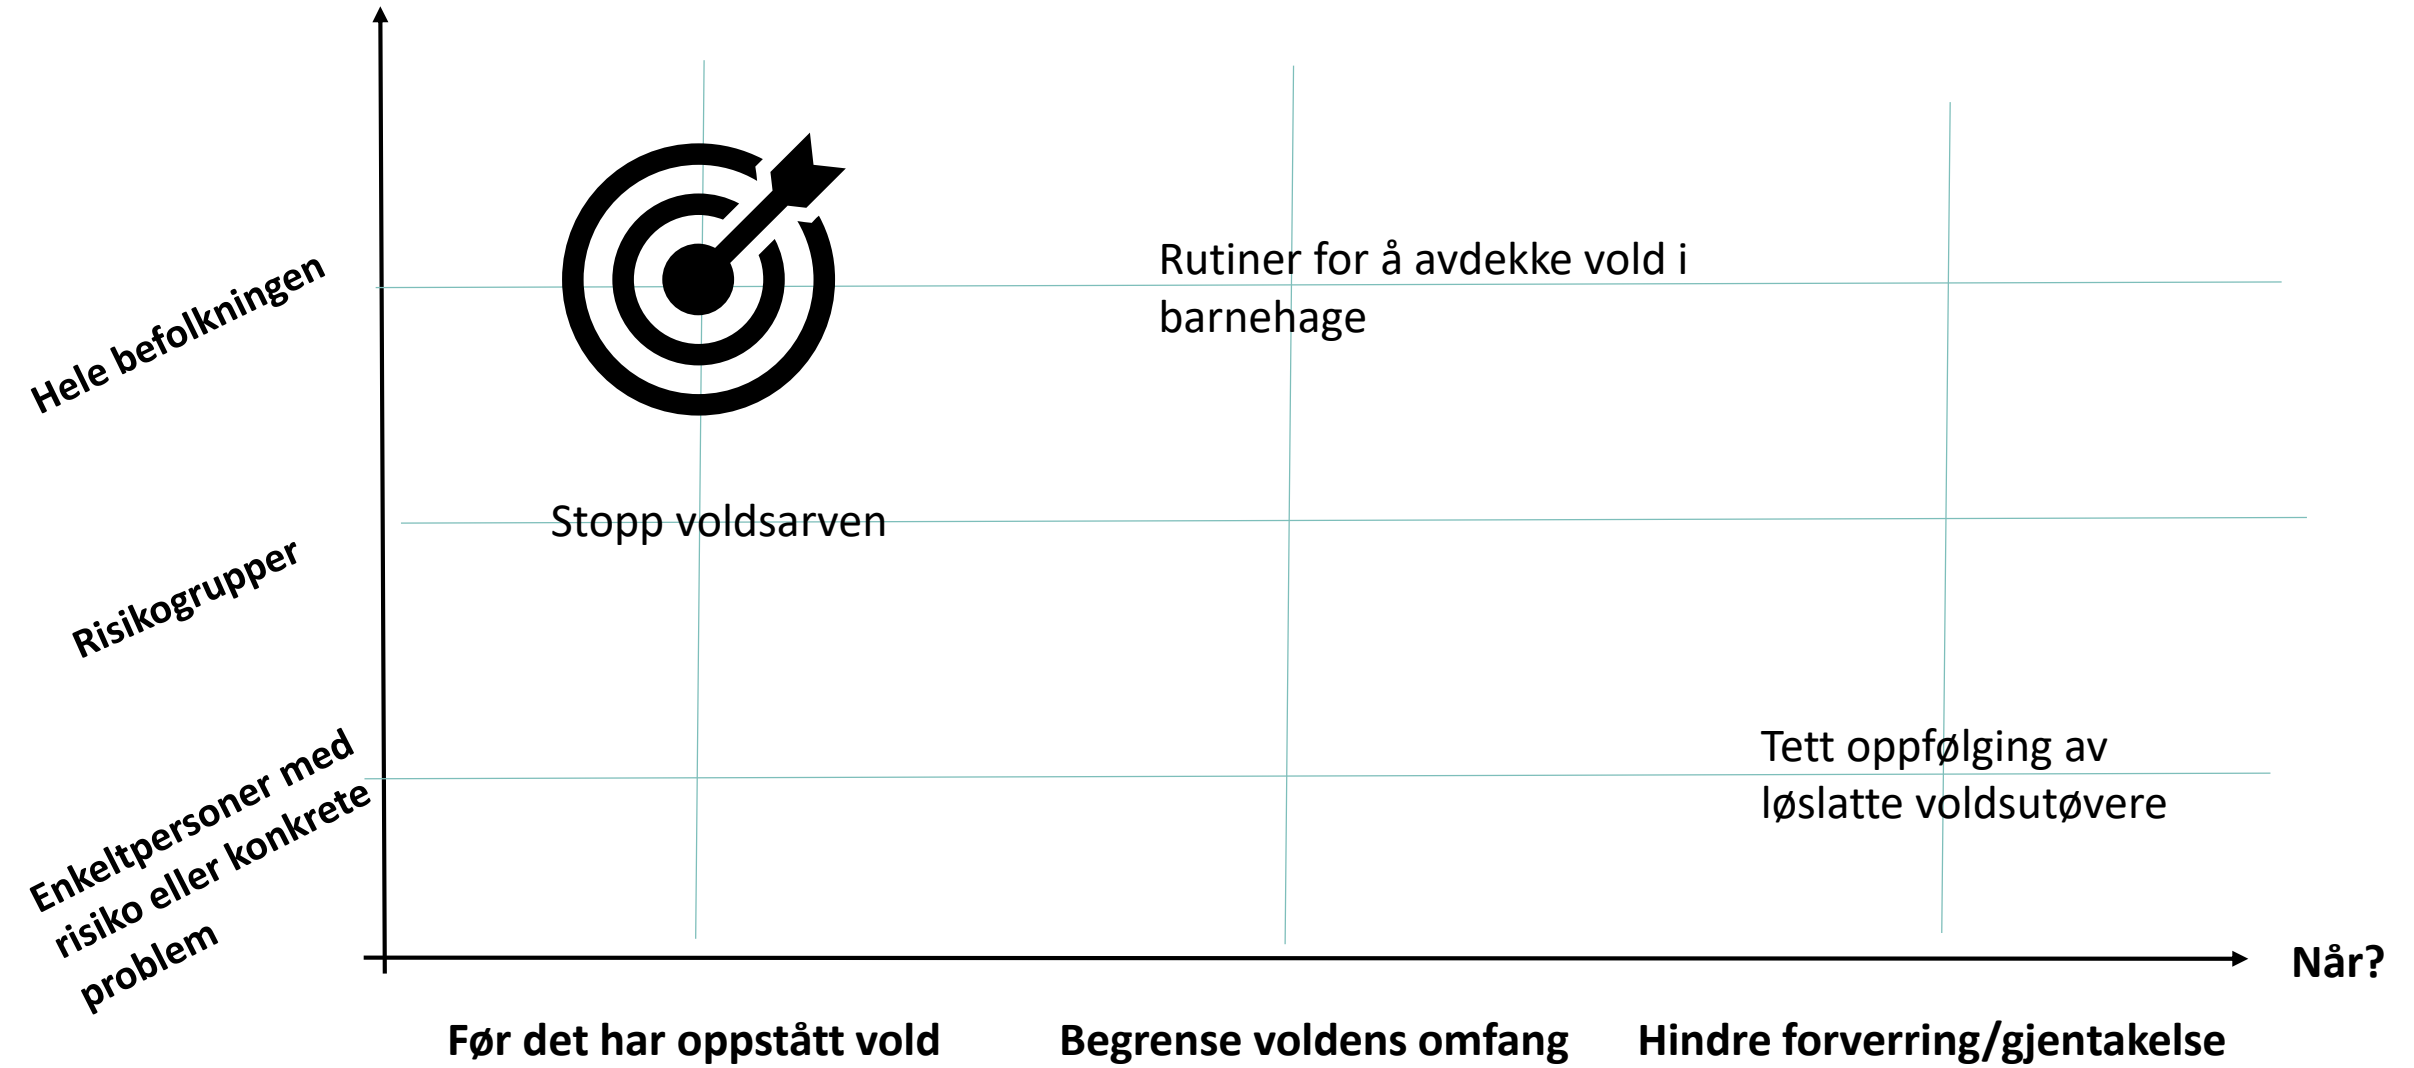 Hele befolkningen
Rutiner for å avdekke vold i
barnehage
Risikogrupper
Stopp voldsarven
Enkeltpersoner med
risiko eller konkrete
problem
Tett oppfølging av
løslatte voldsutøvere
Når?
Før det har oppstått vold
Begrense voldens omfang
Hindre forverring/gjentakelse